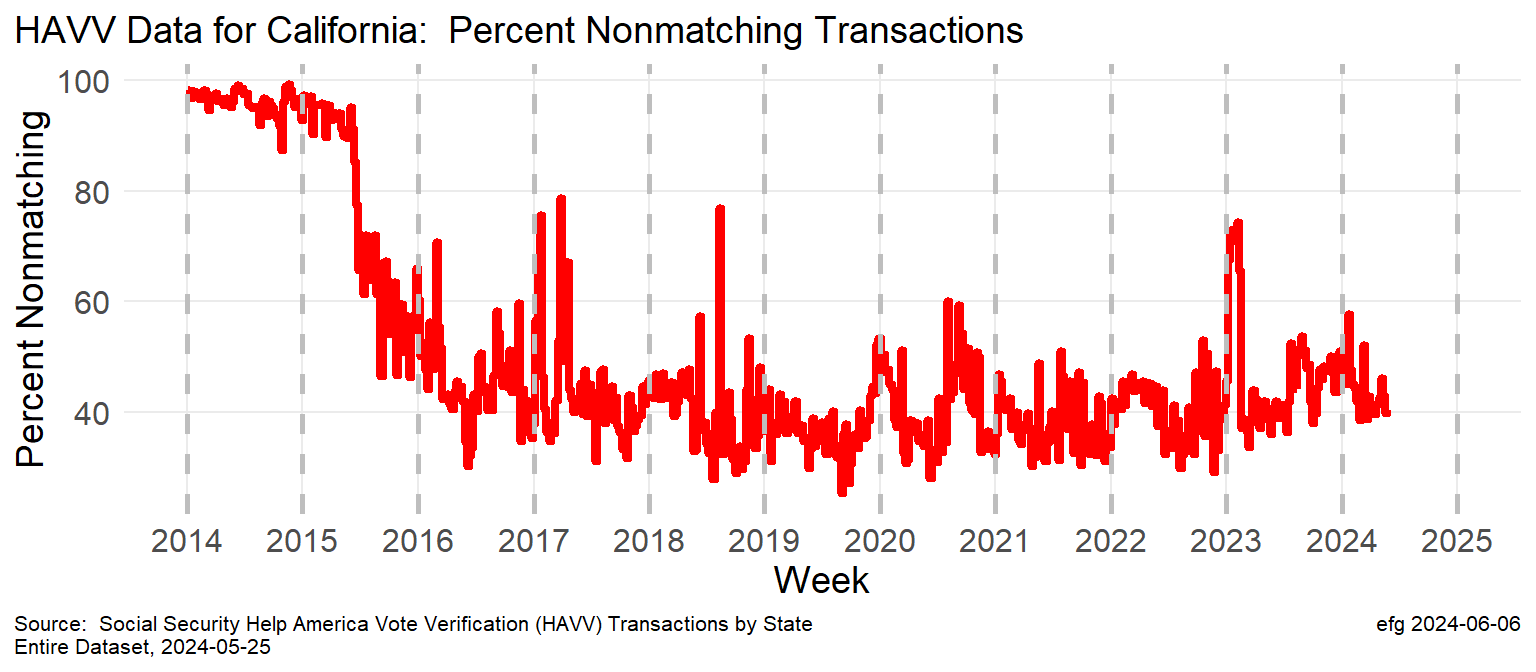 HAVV Data for California:  Percent Nonmatching Transactions
Percent Nonmatching
100
80
60
40
2014 2015 2016 2017 2018 2019 2020 2021 2022 2023 2024 2025
Week
Source:  Social Security Help America Vote Verification (HAVV) Transactions by State
Entire Dataset, 2024-05-25
efg 2024-06-06